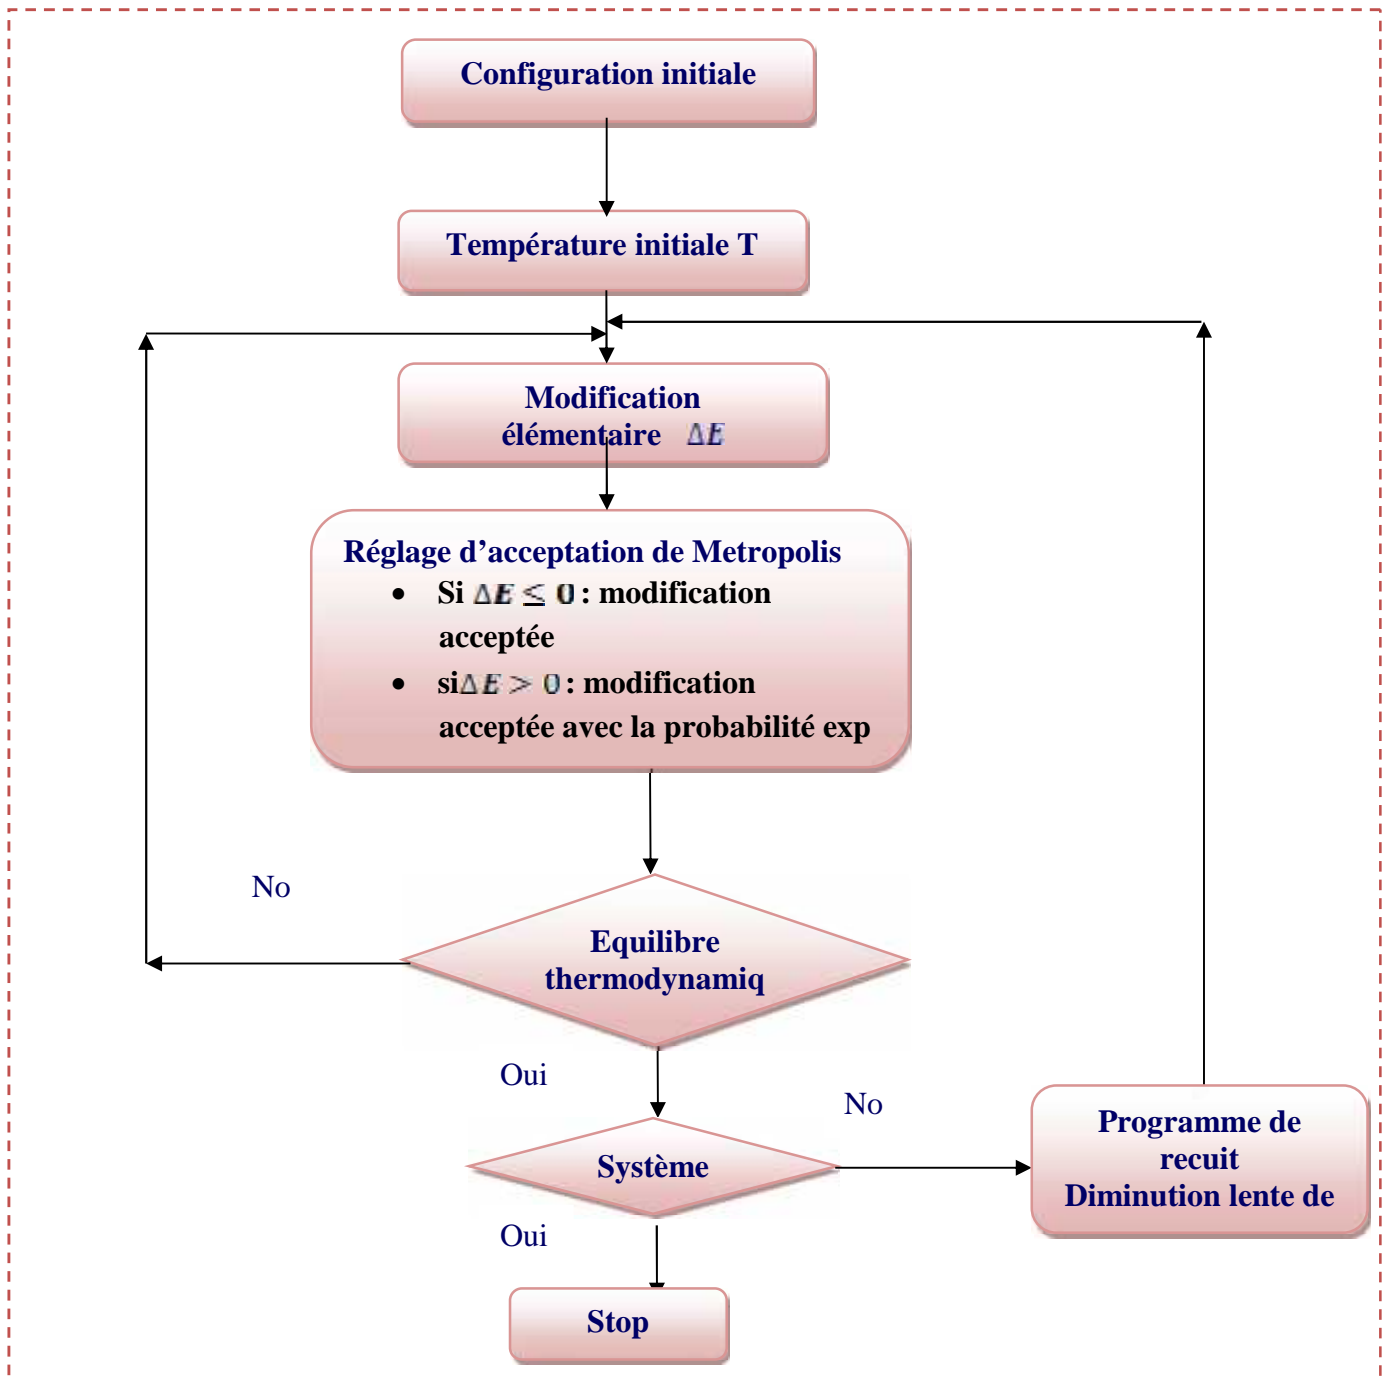 Configuration initiale
Température initiale T
Modification
élémentaire ΔE
Réglage d’acceptation de Metropolis
• Si ΔE ≤ 0 : modification
acceptée
• siΔE > 0 : modification
acceptée avec la probabilité exp
No
Equilibre
thermodynamiq
Oui
No
Système
Programme de
recuit
Diminution lente de
Oui
Stop